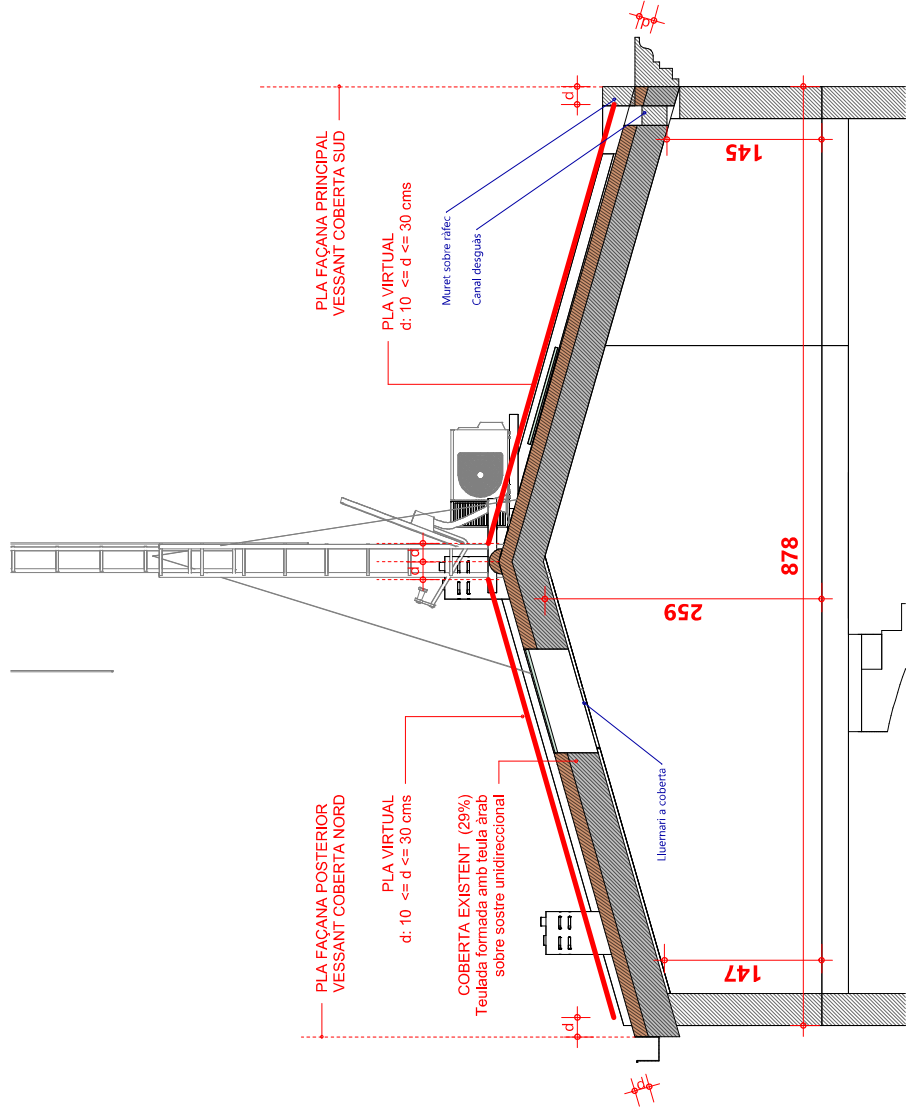 PLA FAÇANA POSTERIOR
VESSANT COBERTA NORD
PLA VIRTUAL
d: 10 <= d <= 30 cms
COBERTA EXISTENT (29%)
Teulada formada amb teula àrab
sobre sostre unidireccional
Lluernari a coberta
PLA FAÇANA PRINCIPAL
VESSANT COBERTA SUD
PLA VIRTUAL
d: 10 <= d <= 30 cms
Muret sobre ràfec
Canal desguàs
d
d
d
d
d
d
147
259
878
145